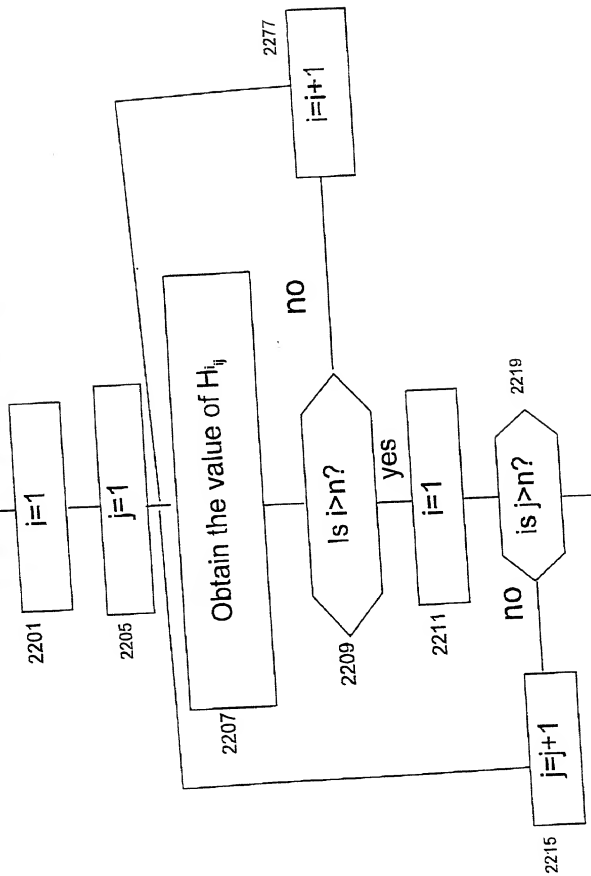 2201
i=1
2205
j=1
2207
Obtain the value of Hij
2209
Is i>n?
no
i=i+1
2277
yes
2211
i=1
is j>n?
2219
no
j=j+1
2215